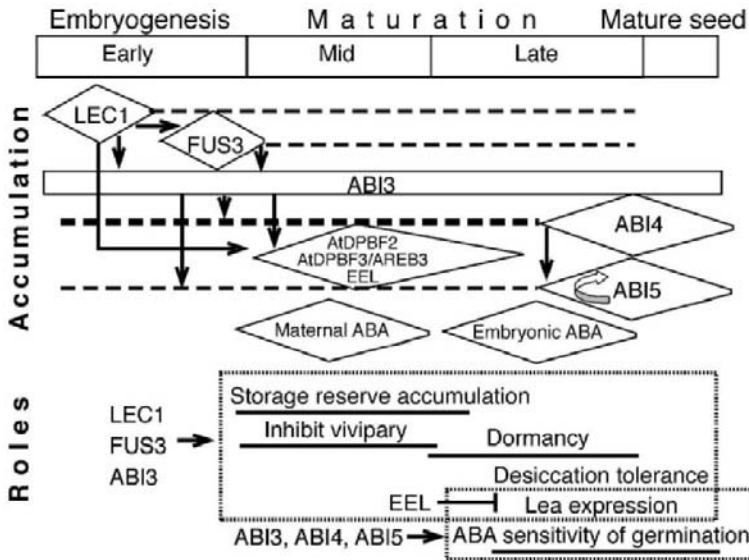 Embryogenesis Maturation Mature seed
Early Mid Late
Accumulation
LEC1
FUS3
ABI3
ABI4
AtDPBF2
AtDPBF3/AREB3
EEL
ABI5
Maternal ABA Embryonic ABA
Roles
Storage reserve accumulation
LEC1
FUS3
ABI3
Inhibit vivipary Dormancy
Desiccation tolerance
EEL Lea expression
ABI3, ABI4, ABI5 ABA sensitivity of germination